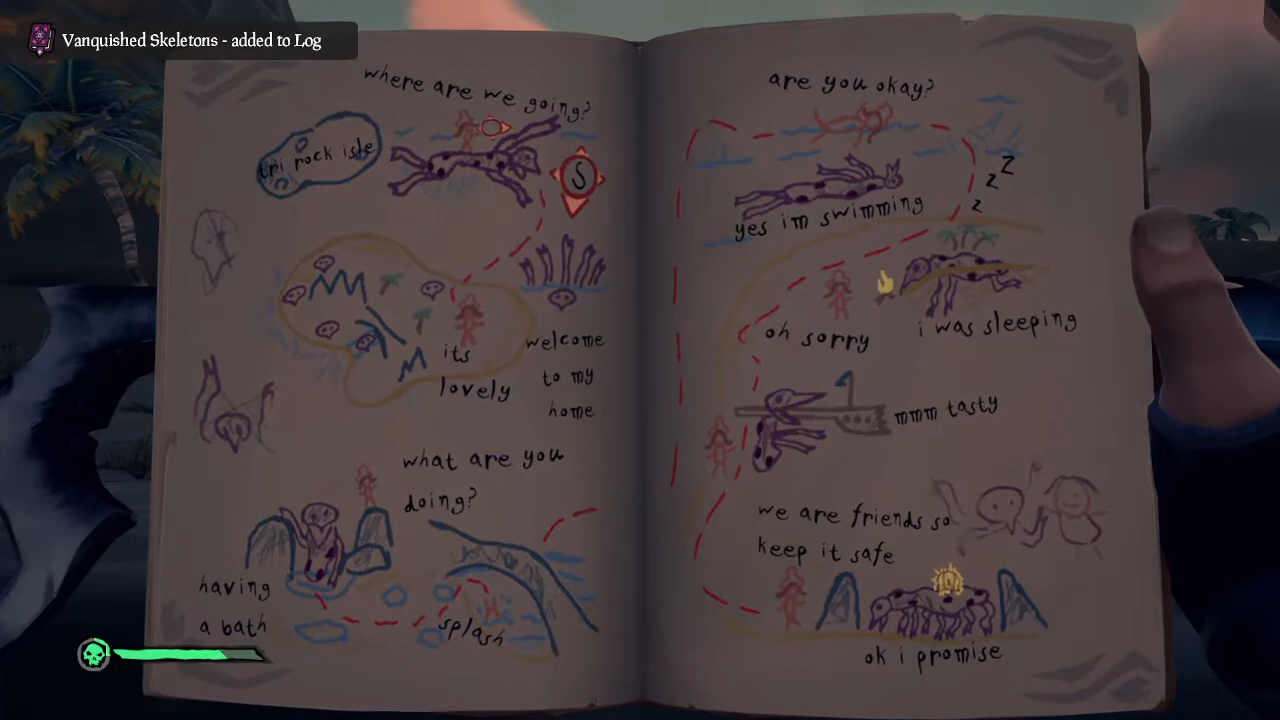 Vanquished Skeletons - added to Log
where are we going?
tri rock isle
S
its
lovely
welcome
to my
home
what are you
doing?
having
a bath
splash
are you okay?
z
z
z
yes im swimming
oh sorry
i was sleeping
mmm tasty
we are friends so
keep it safe
ok i promise